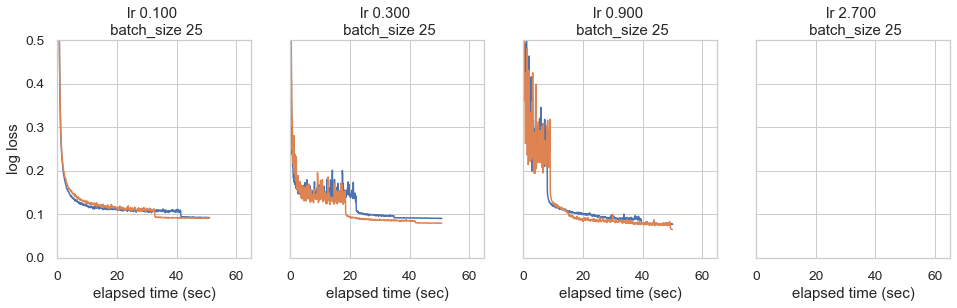 lr 0.100
batch_size 25
lr 0.300
batch_size 25
lr 0.900
batch_size 25
lr 2.700
batch_size 25
log loss
0.5
0.4
0.3
0.2
0.1
0.0
0 20 40 60
0 20 40 60
0 20 40 60
0 20 40 60
elapsed time (sec)
elapsed time (sec)
elapsed time (sec)
elapsed time (sec)